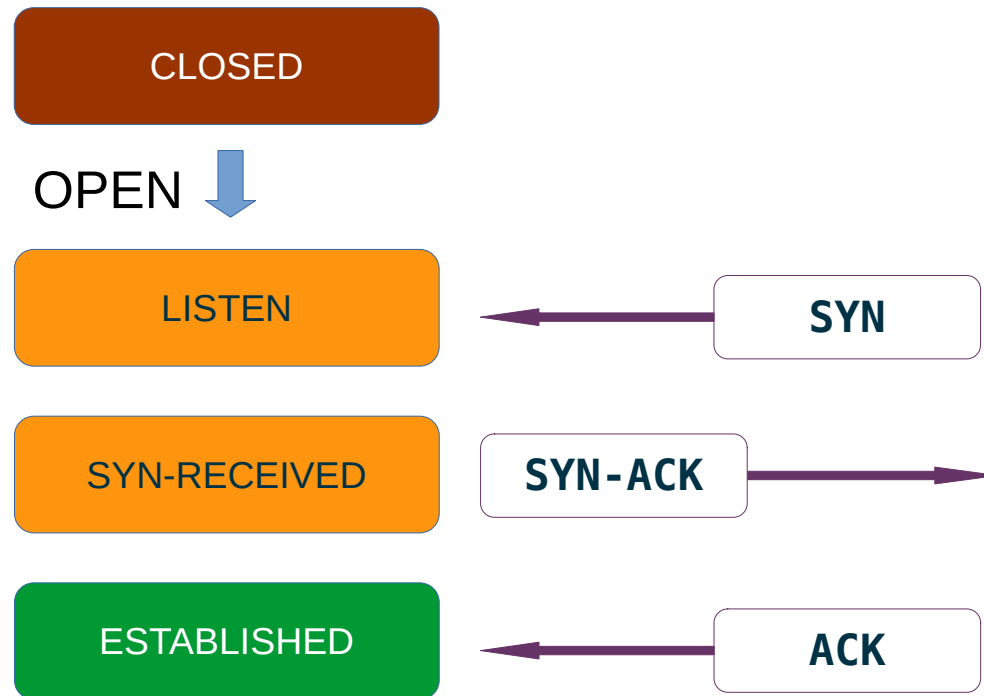 CLOSED
OPEN
LISTEN
SYN
SYN-RECEIVED
SYN-ACK
ESTABLISHED
ACK